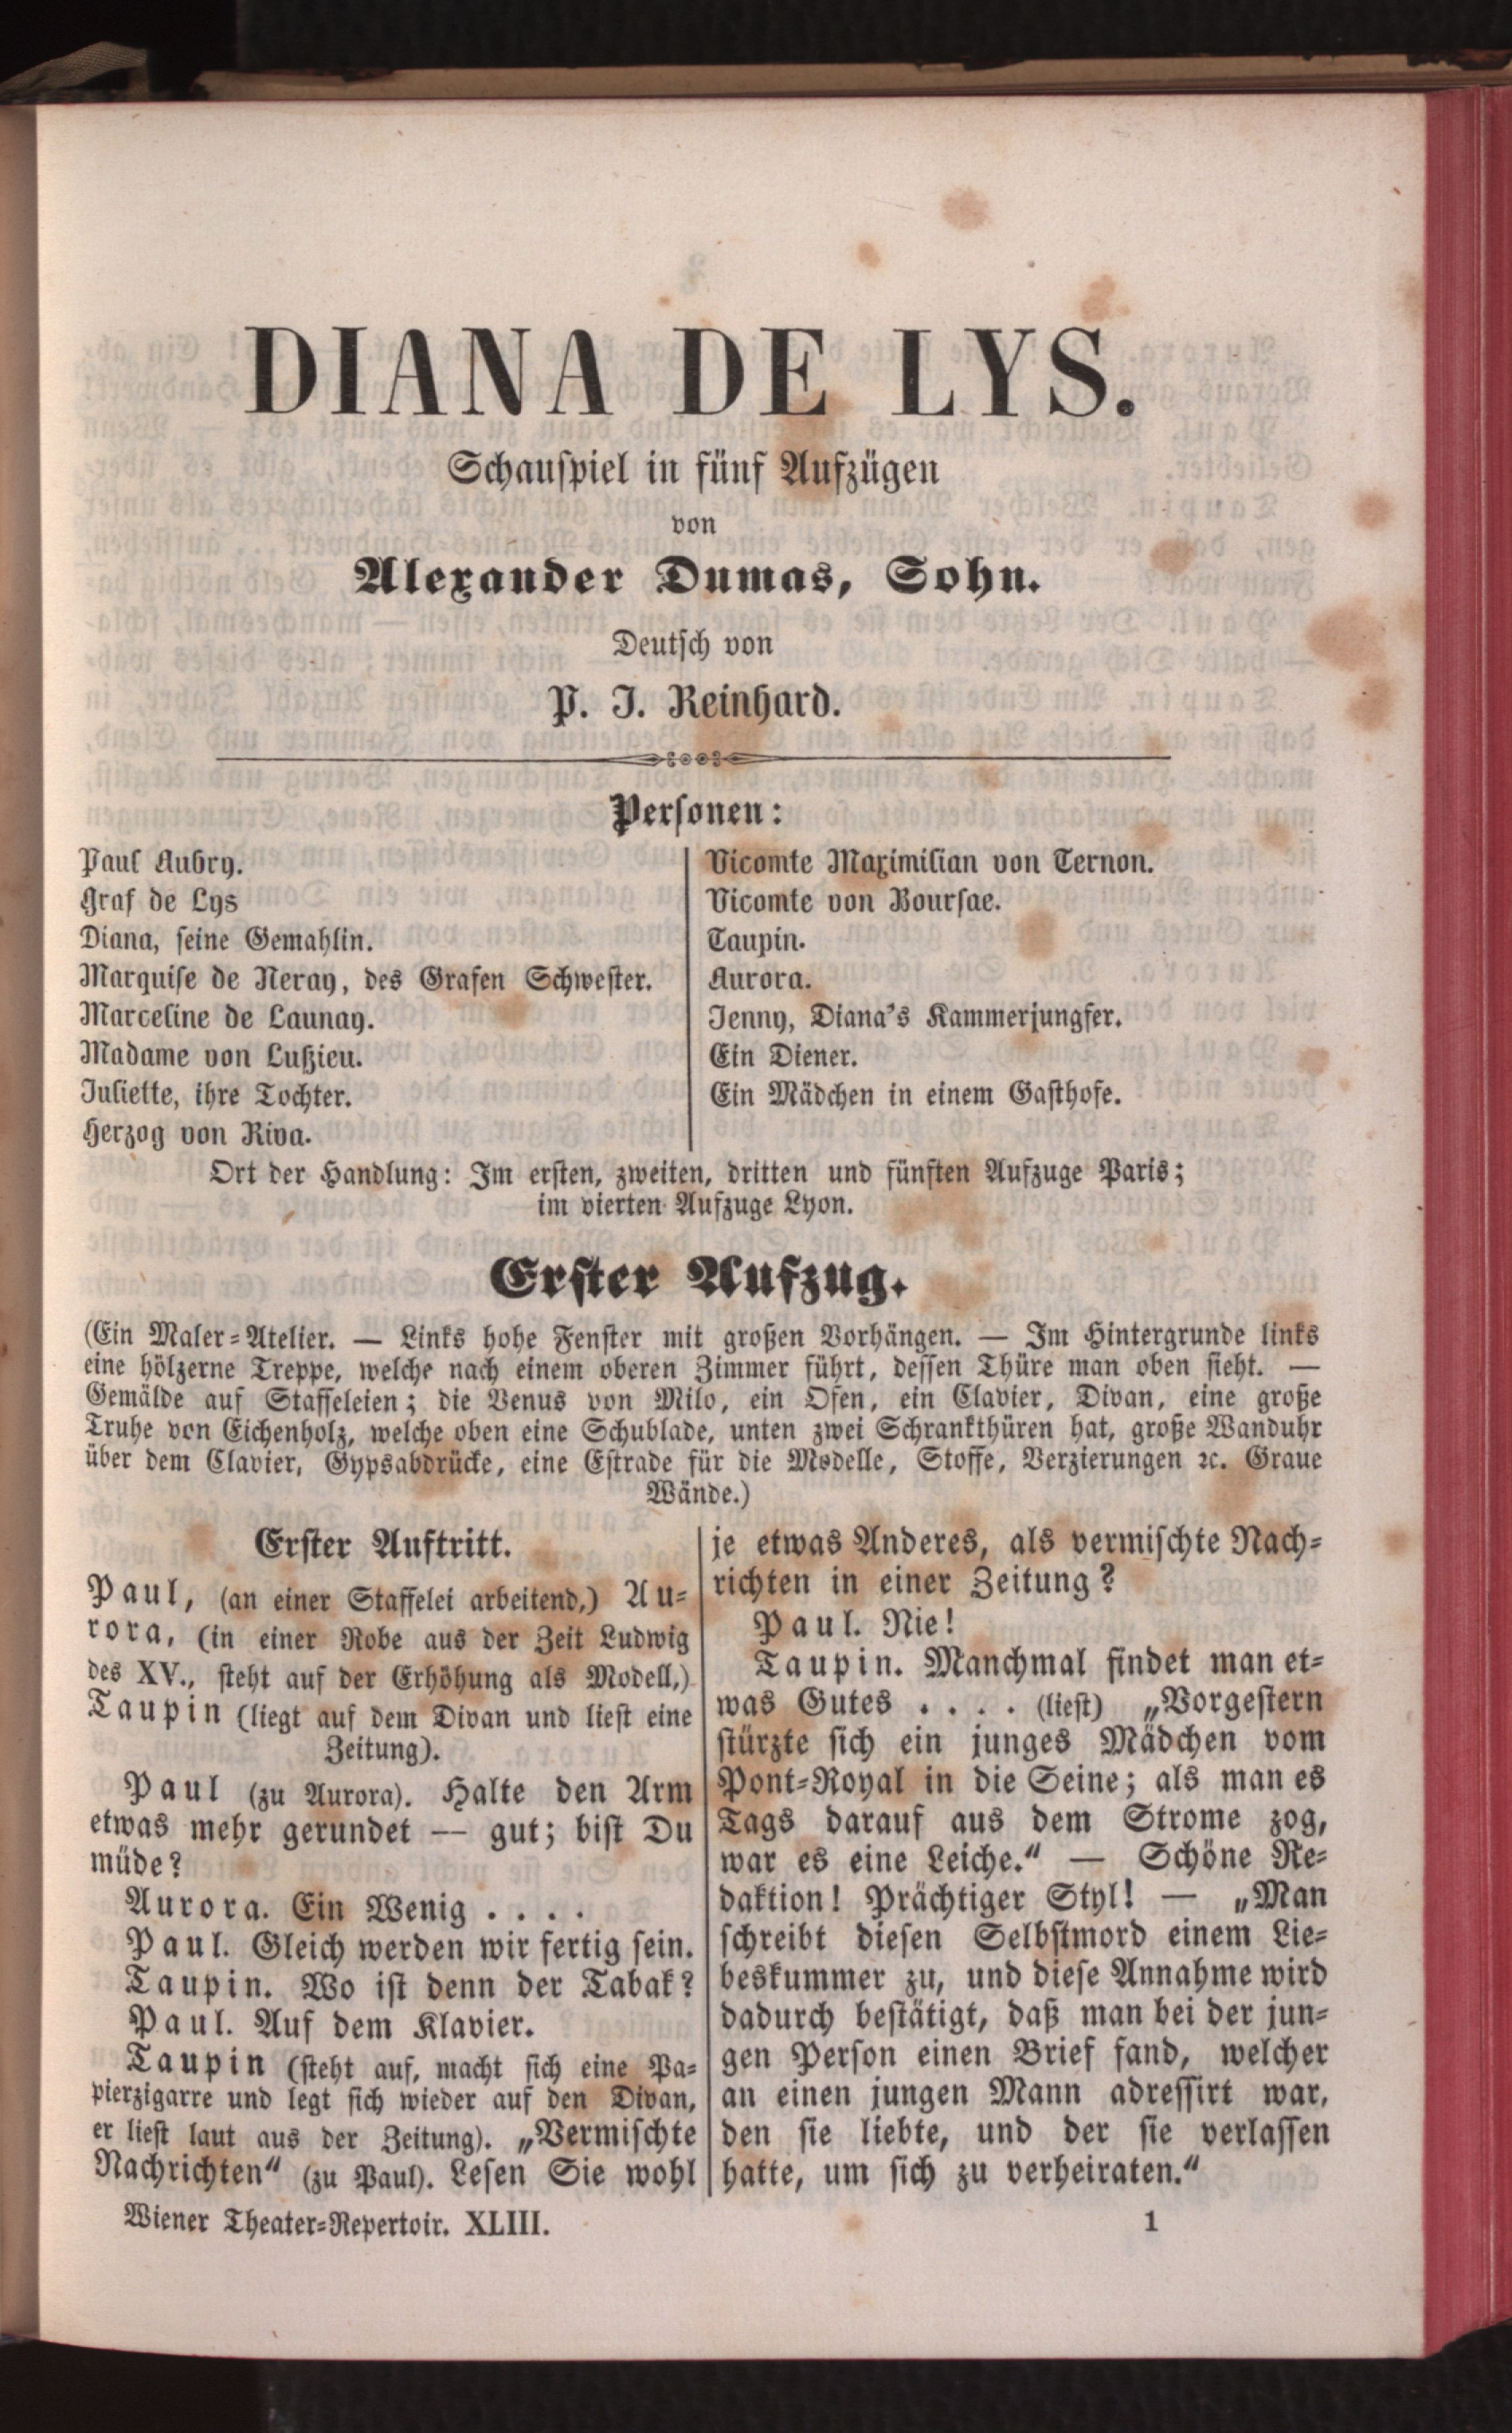 DIANA DE LYS.
Schauspiel in fünf Aufzügen
von
Alexander Dumas, Sohn.
Deutsch von
P. J. Reinhard.
Personen:
Paul Aubry.
Graf de Lys
Diana, seine Gemahlin.
Marquise de Neray, des Grafen Schwester.
Marceline de Launay.
Madame von Lußieu.
Juliette, ihre Tochter.
Herzog von Riva.
Vicomte Maximilian von Ternon.
Vicomte von Boursae.
Taupin.
Aurora.
Jenny, Diana's Kammerjungfer.
Ein Diener.
Ein Mädchen in einem Gasthofe.
Ort der Handlung: Im ersten, zweiten, dritten und fünften Aufzuge Paris;
im vierten Aufzuge Lyon.
Erster Aufzug.
(Ein Maler=Atelier. — Links hohe Fenster mit großen Vorhängen. — Im Hintergrunde links
eine hölzerne Treppe, welche nach einem oberen Zimmer führt, dessen Thüre man oben sieht. —
Gemälde auf Staffeleien; die Venus von Milo, ein Ofen, ein Clavier, Divan, eine große
Truhe von Eichenholz, welche oben eine Schublade, unten zwei Schrankthüren hat, große Wanduhr
über dem Clavier, Gypsabdrücke, eine Estrade für die Modelle, Stoffe, Verzierungen ꝛc. Graue
Wände.)
Erster Auftritt.
Paul, (an einer Staffelei arbeitend,) Au=
rora, (in einer Robe aus der Zeit Ludwig
des XV., steht auf der Erhöhung als Modell,)
Taupin (liegt auf dem Divan und liest eine
Zeitung).
Paul (zu Aurora). Halte den Arm
etwas mehr gerundet — gut; bist Du
müde?
Aurora. Ein Wenig . . . .
Paul. Gleich werden wir fertig sein.
Taupin. Wo ist denn der Tabak?
Paul. Auf dem Klavier.
Taupin (steht auf, macht sich eine Pa=
pierzigarre und legt sich wieder auf den Divan,
er liest laut aus der Zeitung). „Vermischte
Nachrichten“ (zu Paul). Lesen Sie wohl
je etwas Anderes, als vermischte Nach=
richten in einer Zeitung?
Paul. Nie!
Taupin. Manchmal findet man et=
was Gutes . . . . (liest) „Vorgestern
stürzte sich ein junges Mädchen vom
Pont=Royal in die Seine; als man es
Tags darauf aus dem Strome zog,
war es eine Leiche.“ — Schöne Re=
daktion! Prächtiger Styl! — „Man
schreibt diesen Selbstmord einem Lie=
beskummer zu, und diese Annahme wird
dadurch bestätigt, daß man bei der jun=
gen Person einen Brief fand, welcher
an einen jungen Mann adressirt war,
den sie liebte, und der sie verlassen
hatte, um sich zu verheiraten.“
Wiener Theater=Repertoir. XLIII.
1